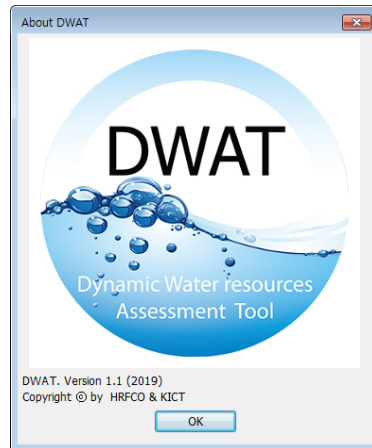 About DWAT
DWAT
Dynamic Water resources
Assessment Tool
DWAT. Version 1.1 (2019)
Copyright ⓒ by HRFCO & KICT
OK